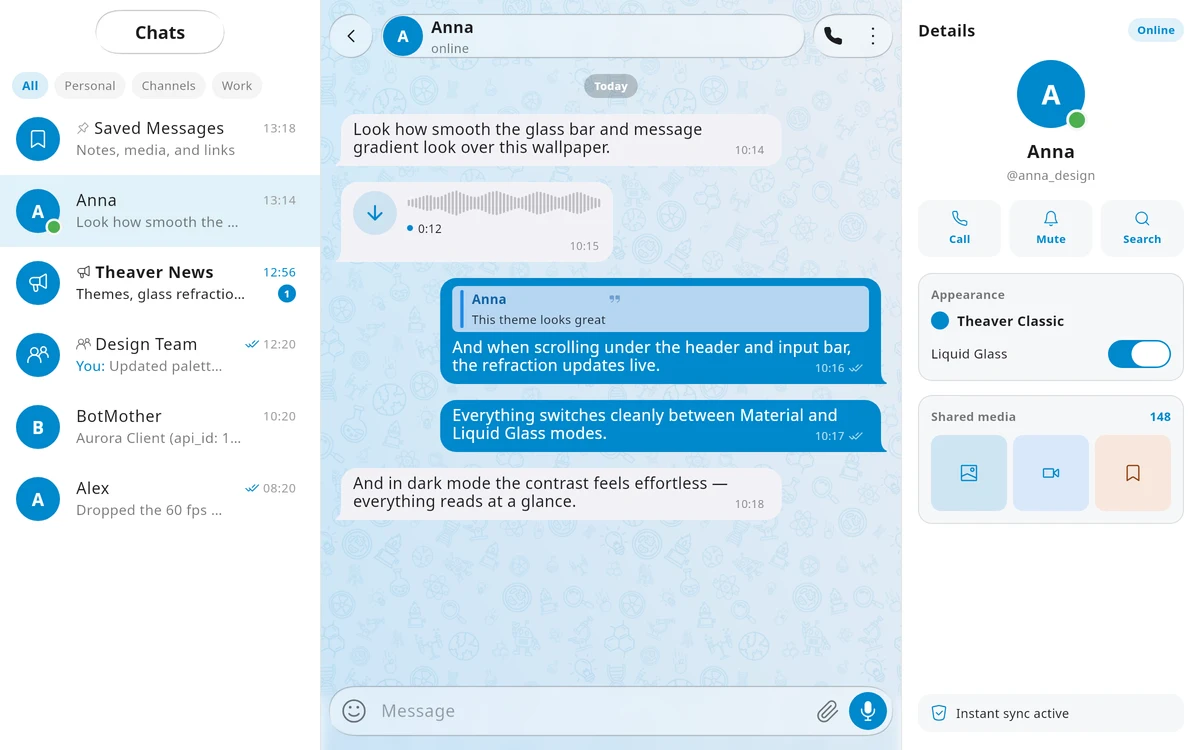 Chats
All
Personal
Channels
Work
Saved Messages
13:18
Notes, media, and links
A
Anna
13:14
Look how smooth the ...
Theaver News
12:56
Themes, glass refractio...
1
Design Team
12:20
You: Updated palett...
B
BotMother
10:20
Aurora Client (api_id: 1...
A
Alex
08:20
Dropped the 60 fps ...
A
Anna
online
Today
Look how smooth the glass bar and message
gradient look over this wallpaper.
10:14
0:12
10:15
Anna
This theme looks great
And when scrolling under the header and input bar,
the refraction updates live.
10:16
Everything switches cleanly between Material and
Liquid Glass modes.
10:17
And in dark mode the contrast feels effortless —
everything reads at a glance.
10:18
Message
Details
Online
A
Anna
@anna_design
Call
Mute
Search
Appearance
Theaver Classic
Liquid Glass
Shared media
148
Instant sync active